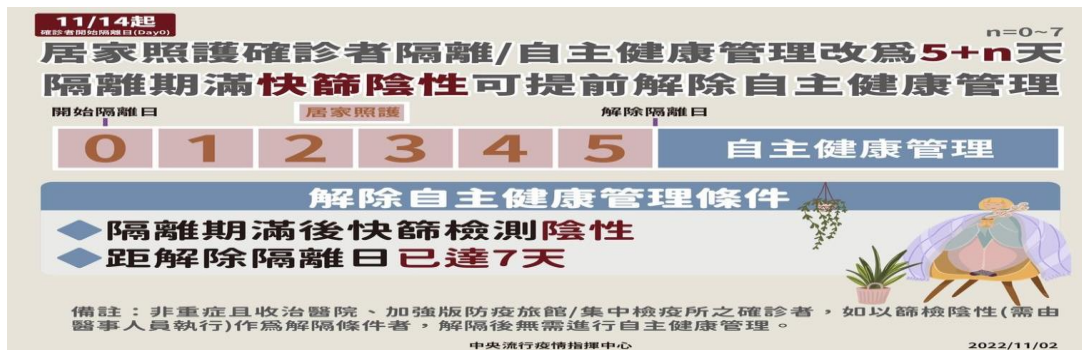 11/14起
確診者開始隔離日(Day0)
n=0~7
居家照護確診者隔離/自主健康管理改為5+n天
隔離期滿快篩陰性可提前解除自主健康管理
開始隔離日 居家照護 解除隔離日
0 1 2 3 4 5 自主健康管理
解除自主健康管理條件
◆隔離期滿後快篩檢測陰性
◆距解除隔離日已達7天
備註：非重症且收治醫院、加強版防疫旅館/集中檢疫所之確診者，如以篩檢陰性(需由
醫事人員執行)作為解隔條件者，解隔後無需進行自主健康管理。
中央流行疫情指揮中心 2022/11/02